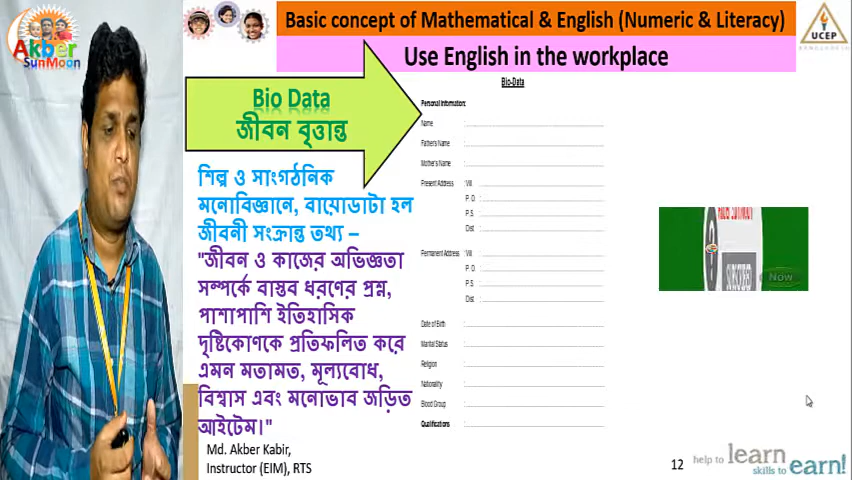 Akber
SunMoon
Basic concept of Mathematical & English (Numeric & Literacy)
Use English in the workplace
UCEP
BANGLADESH
Bio Data
জীবন বৃত্তান্ত
শিল্প ও সাংগঠনিক
মনোবিজ্ঞানে, বায়োডাটা হল
জীবনী সংক্রান্ত তথ্য –
"জীবন ও কাজের অভিজ্ঞতা
সম্পর্কে বাস্তব ধরণের প্রশ্ন,
পাশাপাশি ইতিহাসিক
দৃষ্টিকোণকে প্রতিফলিত করে
এমন মতামত, মূল্যবোধ,
বিশ্বাস এবং মনোভাব জড়িত
আইটেম।"
Md. Akber Kabir,
Instructor (EIM), RTS
Bio-Data
Personal Information:
Name :
Father's Name :
Mother's Name :
Present Address : Vill :
P. O. :
P.S. :
Dist :
Permanent Address : Vill :
P. O :
P. S :
Dist :
Date of Birth :
Marital Status :
Religion :
Nationality :
Blood Group :
Qualifications :
Now
12
help to learn
skills to earn!